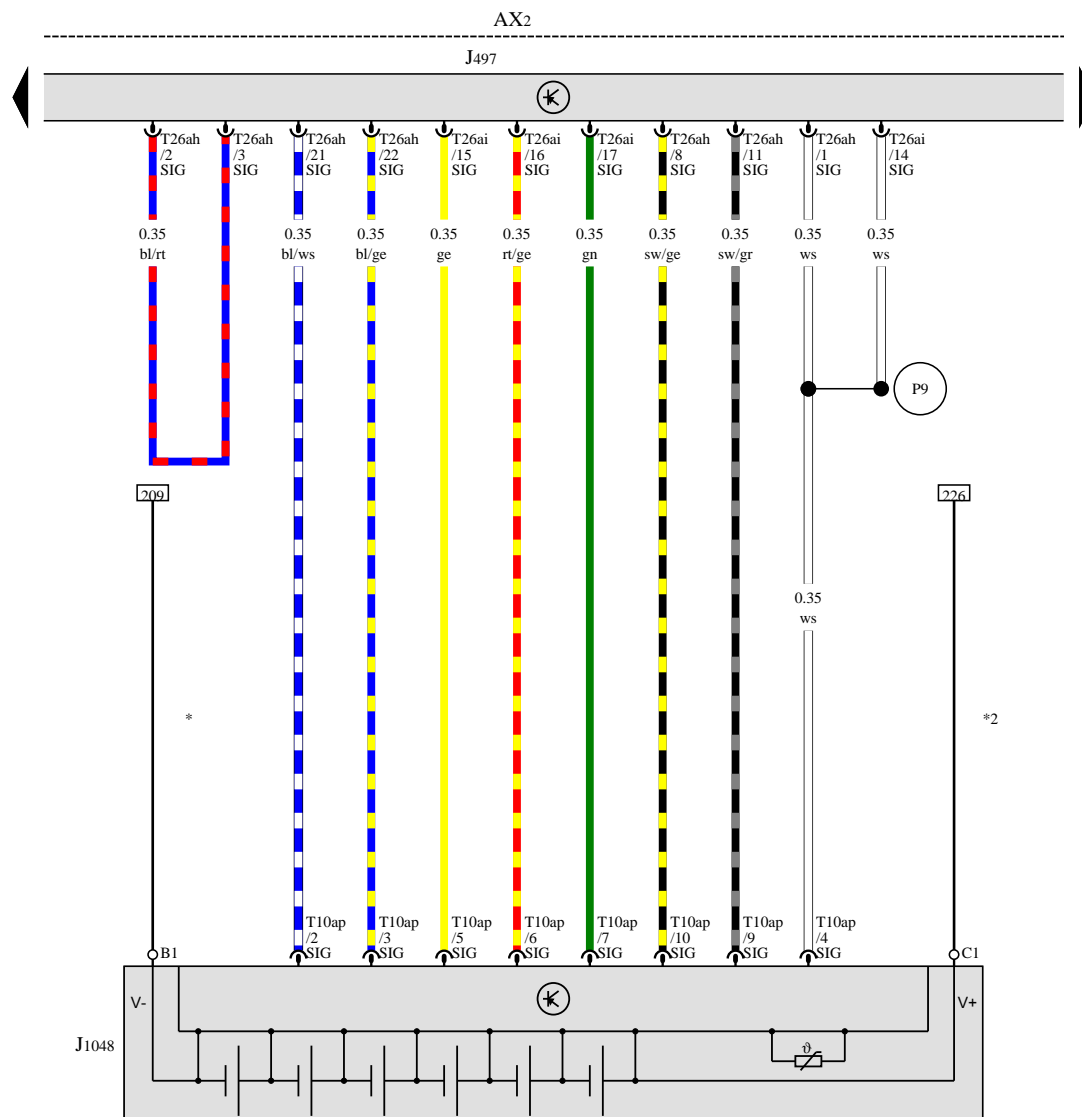 AX2
J497
T26ah
/2
SIG
T26ah
/3
SIG
T26ah
/21
SIG
T26ah
/22
SIG
T26ai
/15
SIG
T26ai
/16
SIG
T26ai
/17
SIG
T26ah
/8
SIG
T26ah
/11
SIG
T26ah
/1
SIG
T26ai
/14
SIG
0.35
bl/rt
0.35
bl/ws
0.35
bl/ge
0.35
ge
0.35
rt/ge
0.35
gn
0.35
sw/ge
0.35
sw/gr
0.35
ws
0.35
ws
P9
209
226
0.35
ws
*
*2
T10ap
/2
SIG
T10ap
/3
SIG
T10ap
/5
SIG
T10ap
/6
SIG
T10ap
/7
SIG
T10ap
/10
SIG
T10ap
/9
SIG
T10ap
/4
SIG
B1
C1
V-
V+
J1048
ϑ